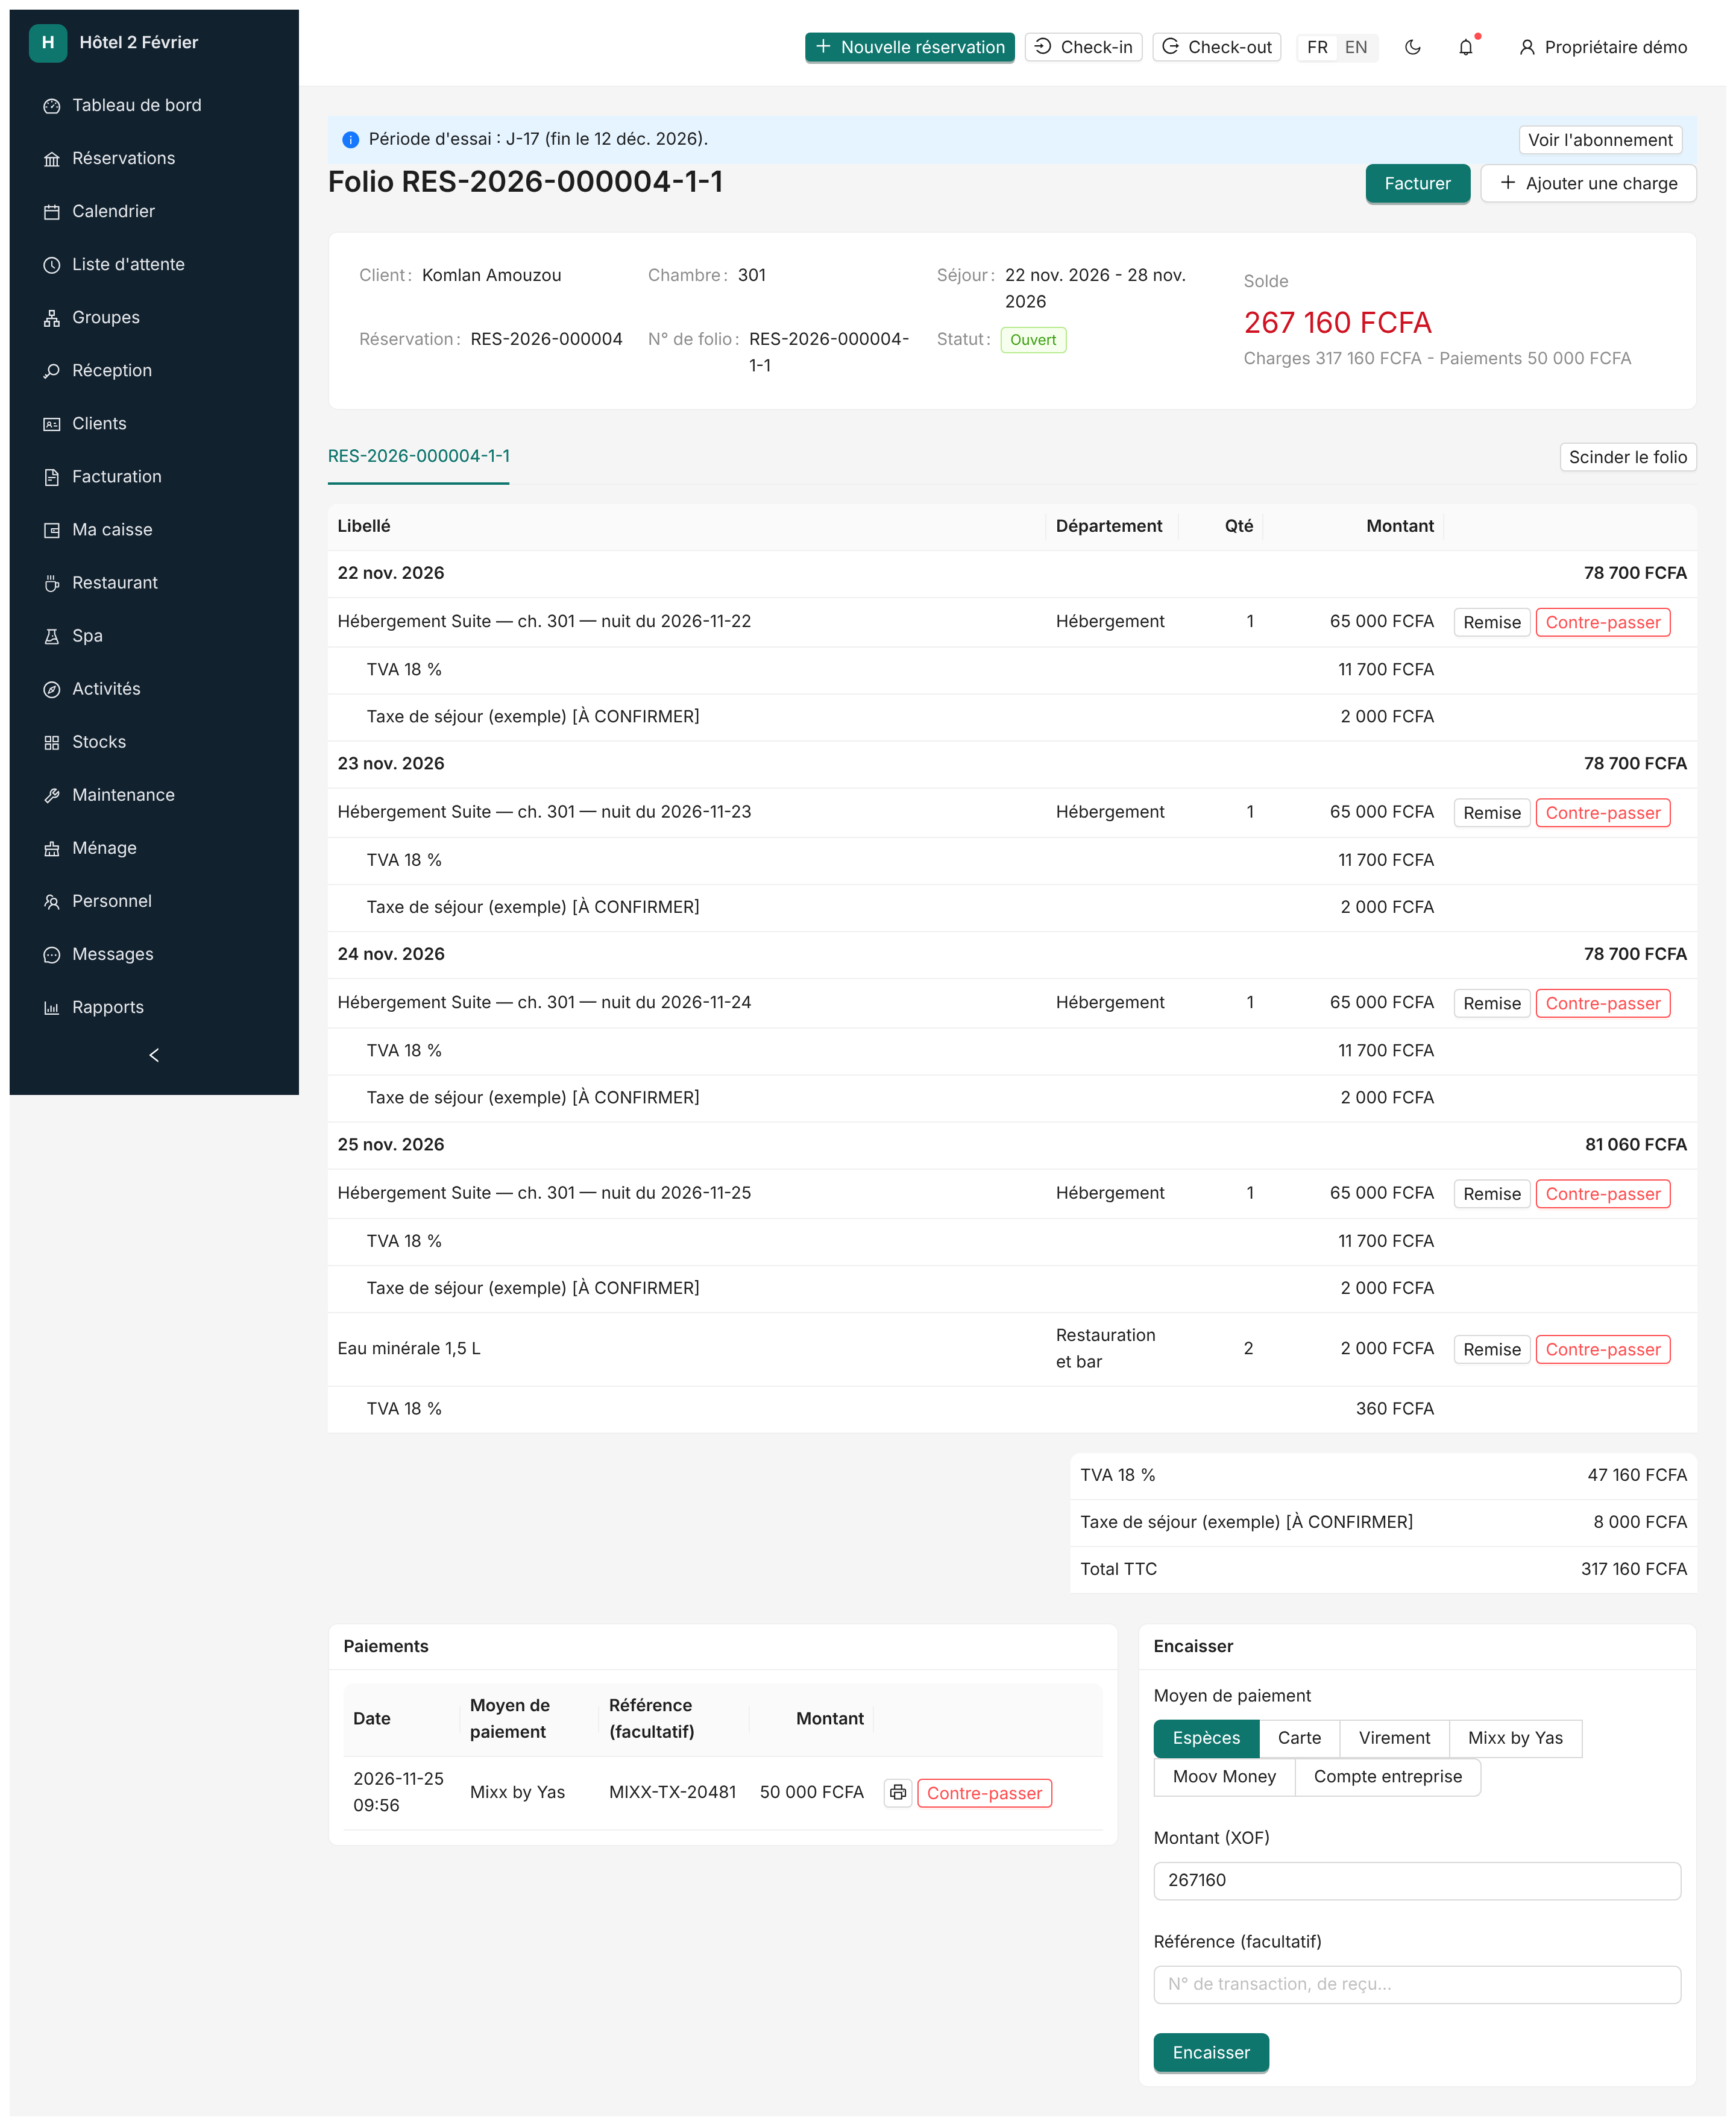 H Hôtel 2 Février
Nouvelle réservation Check-in Check-out FR EN Propriétaire démo
Tableau de bord
Réservations
Calendrier
Liste d'attente
Groupes
Réception
Clients
Facturation
Ma caisse
Restaurant
Spa
Activités
Stocks
Maintenance
Ménage
Personnel
Messages
Rapports
Période d'essai : J-17 (fin le 12 déc. 2026). Voir l'abonnement
Folio RES-2026-000004-1-1 Facturer Ajouter une charge
Client : Komlan Amouzou Chambre : 301 Séjour : 22 nov. 2026 - 28 nov.
2026
Réservation : RES-2026-000004 N° de folio : RES-2026-000004-
1-1
Statut : Ouvert
Solde
267 160 FCFA
Charges 317 160 FCFA - Paiements 50 000 FCFA
RES-2026-000004-1-1 Scinder le folio
Libellé Département Qté Montant
22 nov. 2026 78 700 FCFA
Hébergement Suite — ch. 301 — nuit du 2026-11-22 Hébergement 1 65 000 FCFA Remise Contre-passer
TVA 18 % 11 700 FCFA
Taxe de séjour (exemple) [À CONFIRMER] 2 000 FCFA
23 nov. 2026 78 700 FCFA
Hébergement Suite — ch. 301 — nuit du 2026-11-23 Hébergement 1 65 000 FCFA Remise Contre-passer
TVA 18 % 11 700 FCFA
Taxe de séjour (exemple) [À CONFIRMER] 2 000 FCFA
24 nov. 2026 78 700 FCFA
Hébergement Suite — ch. 301 — nuit du 2026-11-24 Hébergement 1 65 000 FCFA Remise Contre-passer
TVA 18 % 11 700 FCFA
Taxe de séjour (exemple) [À CONFIRMER] 2 000 FCFA
25 nov. 2026 81 060 FCFA
Hébergement Suite — ch. 301 — nuit du 2026-11-25 Hébergement 1 65 000 FCFA Remise Contre-passer
TVA 18 % 11 700 FCFA
Taxe de séjour (exemple) [À CONFIRMER] 2 000 FCFA
Eau minérale 1,5 L Restauration
et bar 2 2 000 FCFA Remise Contre-passer
TVA 18 % 360 FCFA
TVA 18 % 47 160 FCFA
Taxe de séjour (exemple) [À CONFIRMER] 8 000 FCFA
Total TTC 317 160 FCFA
Paiements
Date Moyen de
paiement Référence
(facultatif) Montant
2026-11-25
09:56 Mixx by Yas MIXX-TX-20481 50 000 FCFA Contre-passer
Encaisser
Moyen de paiement
Espèces Carte Virement Mixx by Yas
Moov Money Compte entreprise
Montant (XOF)
267160
Référence (facultatif)
N° de transaction, de reçu...
Encaisser